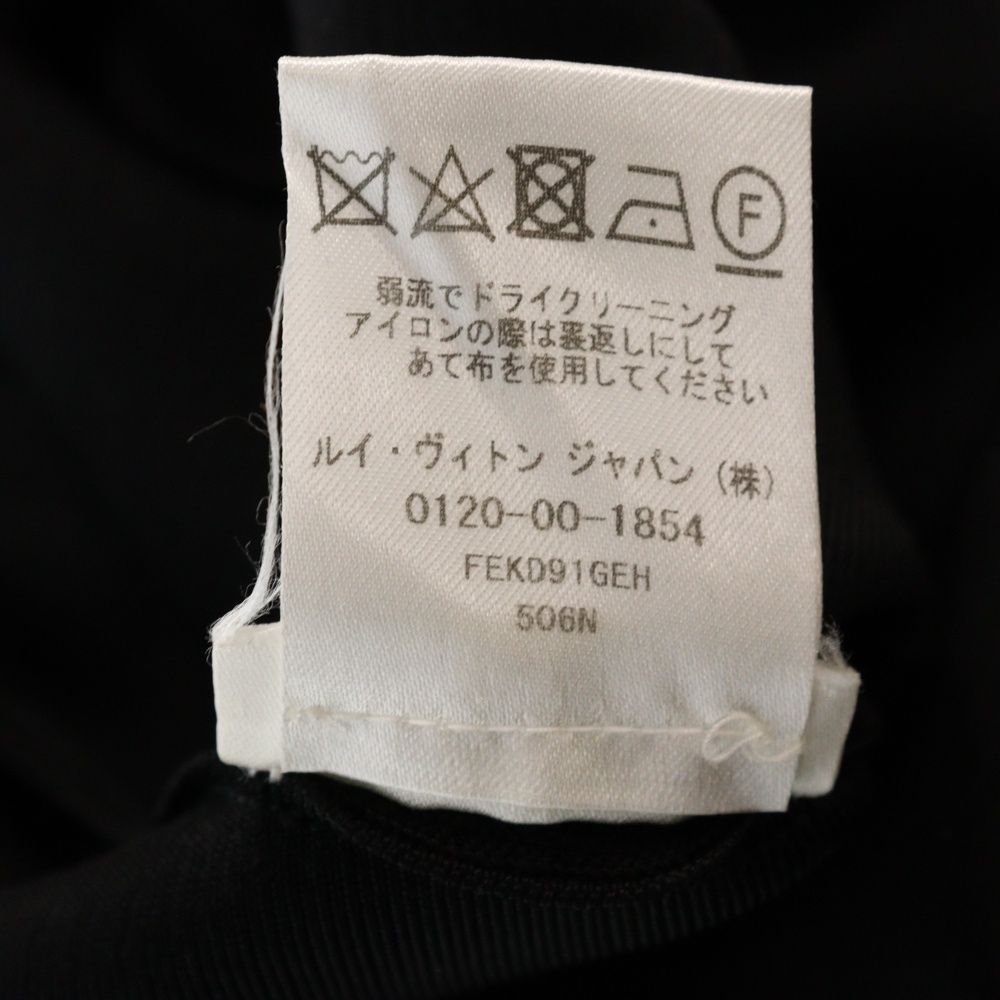 F
弱流でドライクリーニング
アイロンの際は裏返しにして
あて布を使用してください
ルイ・ヴィトン ジャパン (株)
0120-00-1854
FEKD91GEH
506N